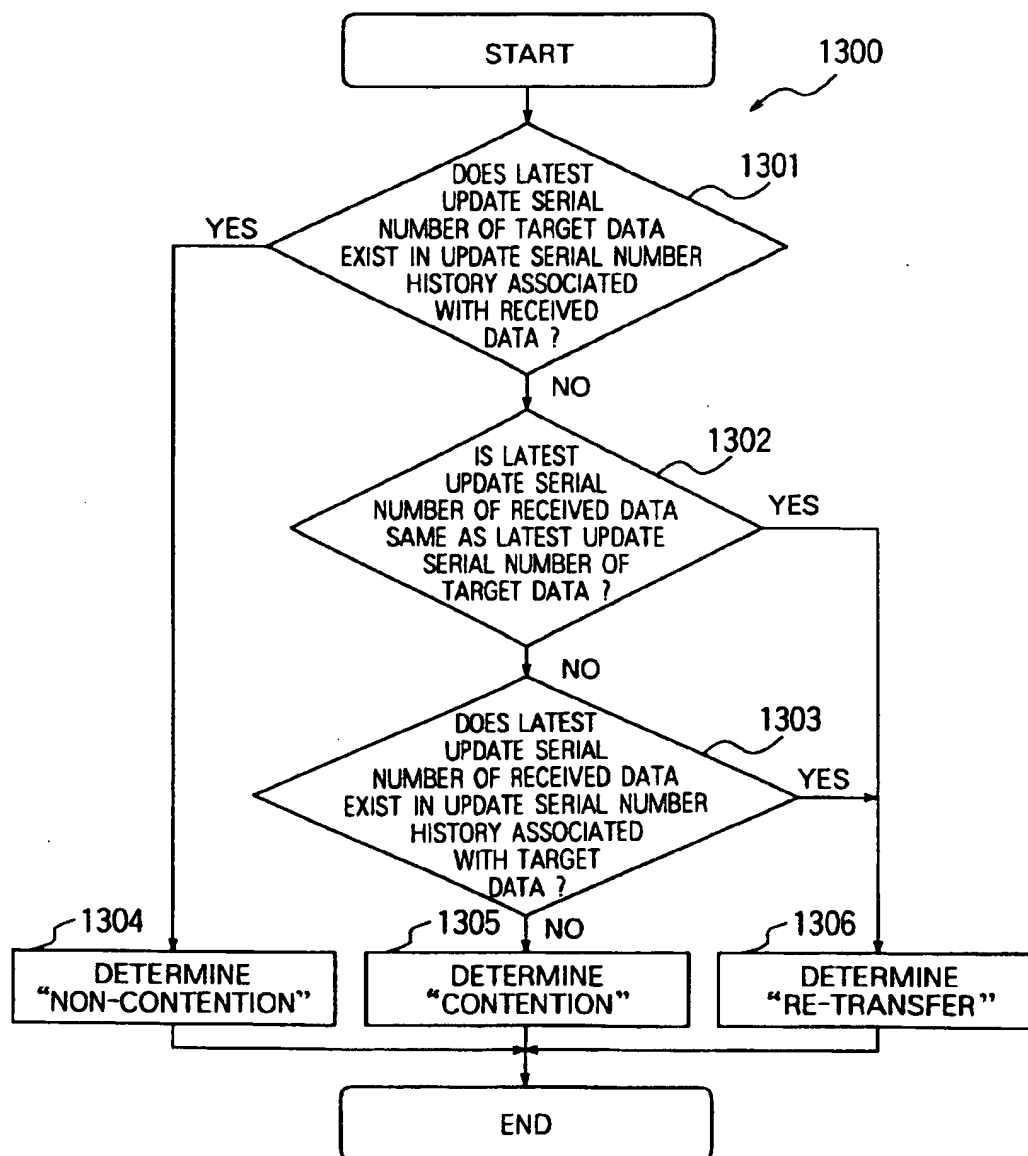 START
1300
DOES LATEST
UPDATE SERIAL
NUMBER OF TARGET DATA
EXIST IN UPDATE SERIAL NUMBER
HISTORY ASSOCIATED
WITH RECEIVED
DATA ?
1301
YES
NO
IS LATEST
UPDATE SERIAL
NUMBER OF RECEIVED DATA
SAME AS LATEST UPDATE
SERIAL NUMBER OF
TARGET DATA ?
1302
YES
NO
DOES LATEST
UPDATE SERIAL
NUMBER OF RECEIVED DATA
EXIST IN UPDATE SERIAL NUMBER
HISTORY ASSOCIATED
WITH TARGET
DATA ?
1303
YES
NO
1304
DETERMINE
“NON-CONTENTION”
1305
DETERMINE
“CONTENTION”
1306
DETERMINE
“RE-TRANSFER”
END